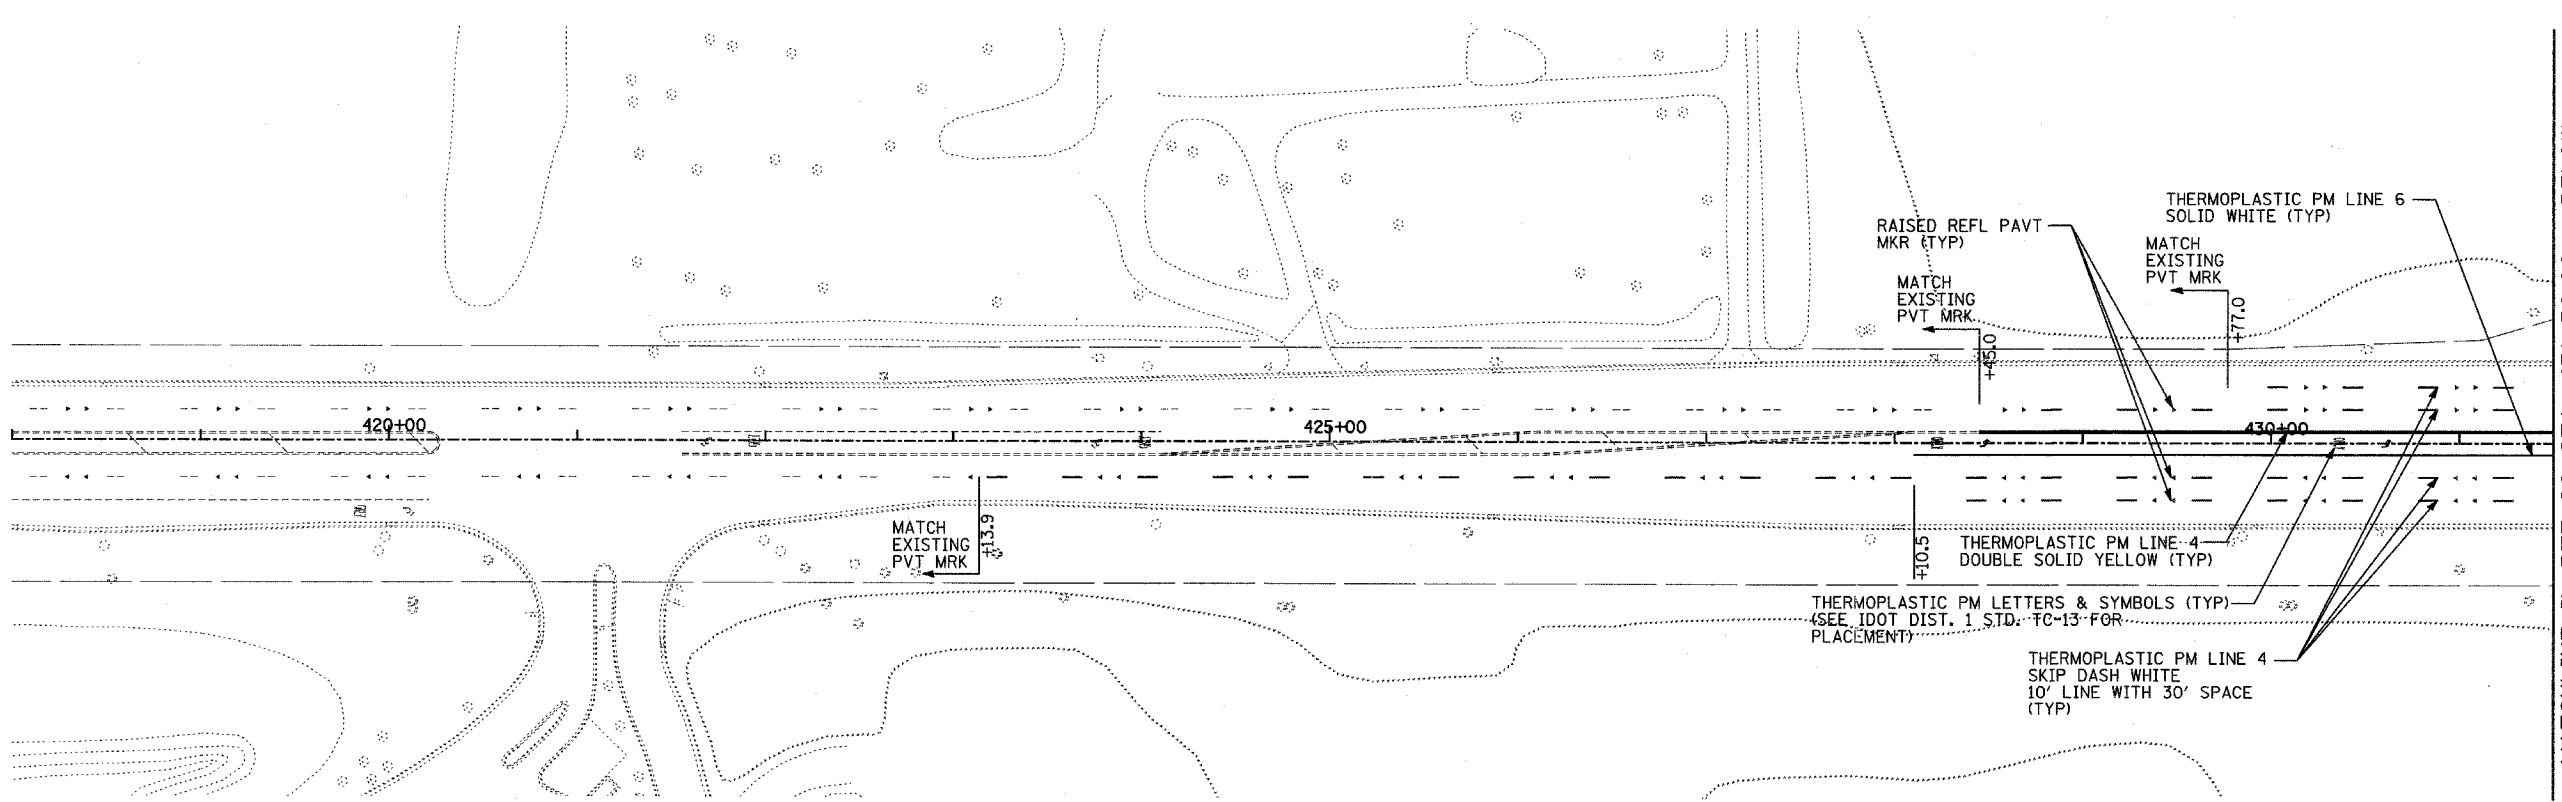 THERMOPLASTIC PM LINE 6
SOLID WHITE (TYP)
RAISED REFL PAVT
MKR (TYP)
MATCH
EXISTING
PVT MRK
MATCH
EXISTING
PVT MRK
+77.0
+45.0
420+00
425+00
430+00
MATCH
EXISTING
PVT MRK
+13.9
+10.5
THERMOPLASTIC PM LINE 4
DOUBLE SOLID YELLOW (TYP)
THERMOPLASTIC PM LETTERS & SYMBOLS (TYP)
(SEE IDOT DIST. 1 STD. TC-13 FOR
PLACEMENT)
THERMOPLASTIC PM LINE 4
SKIP DASH WHITE
10' LINE WITH 30' SPACE
(TYP)